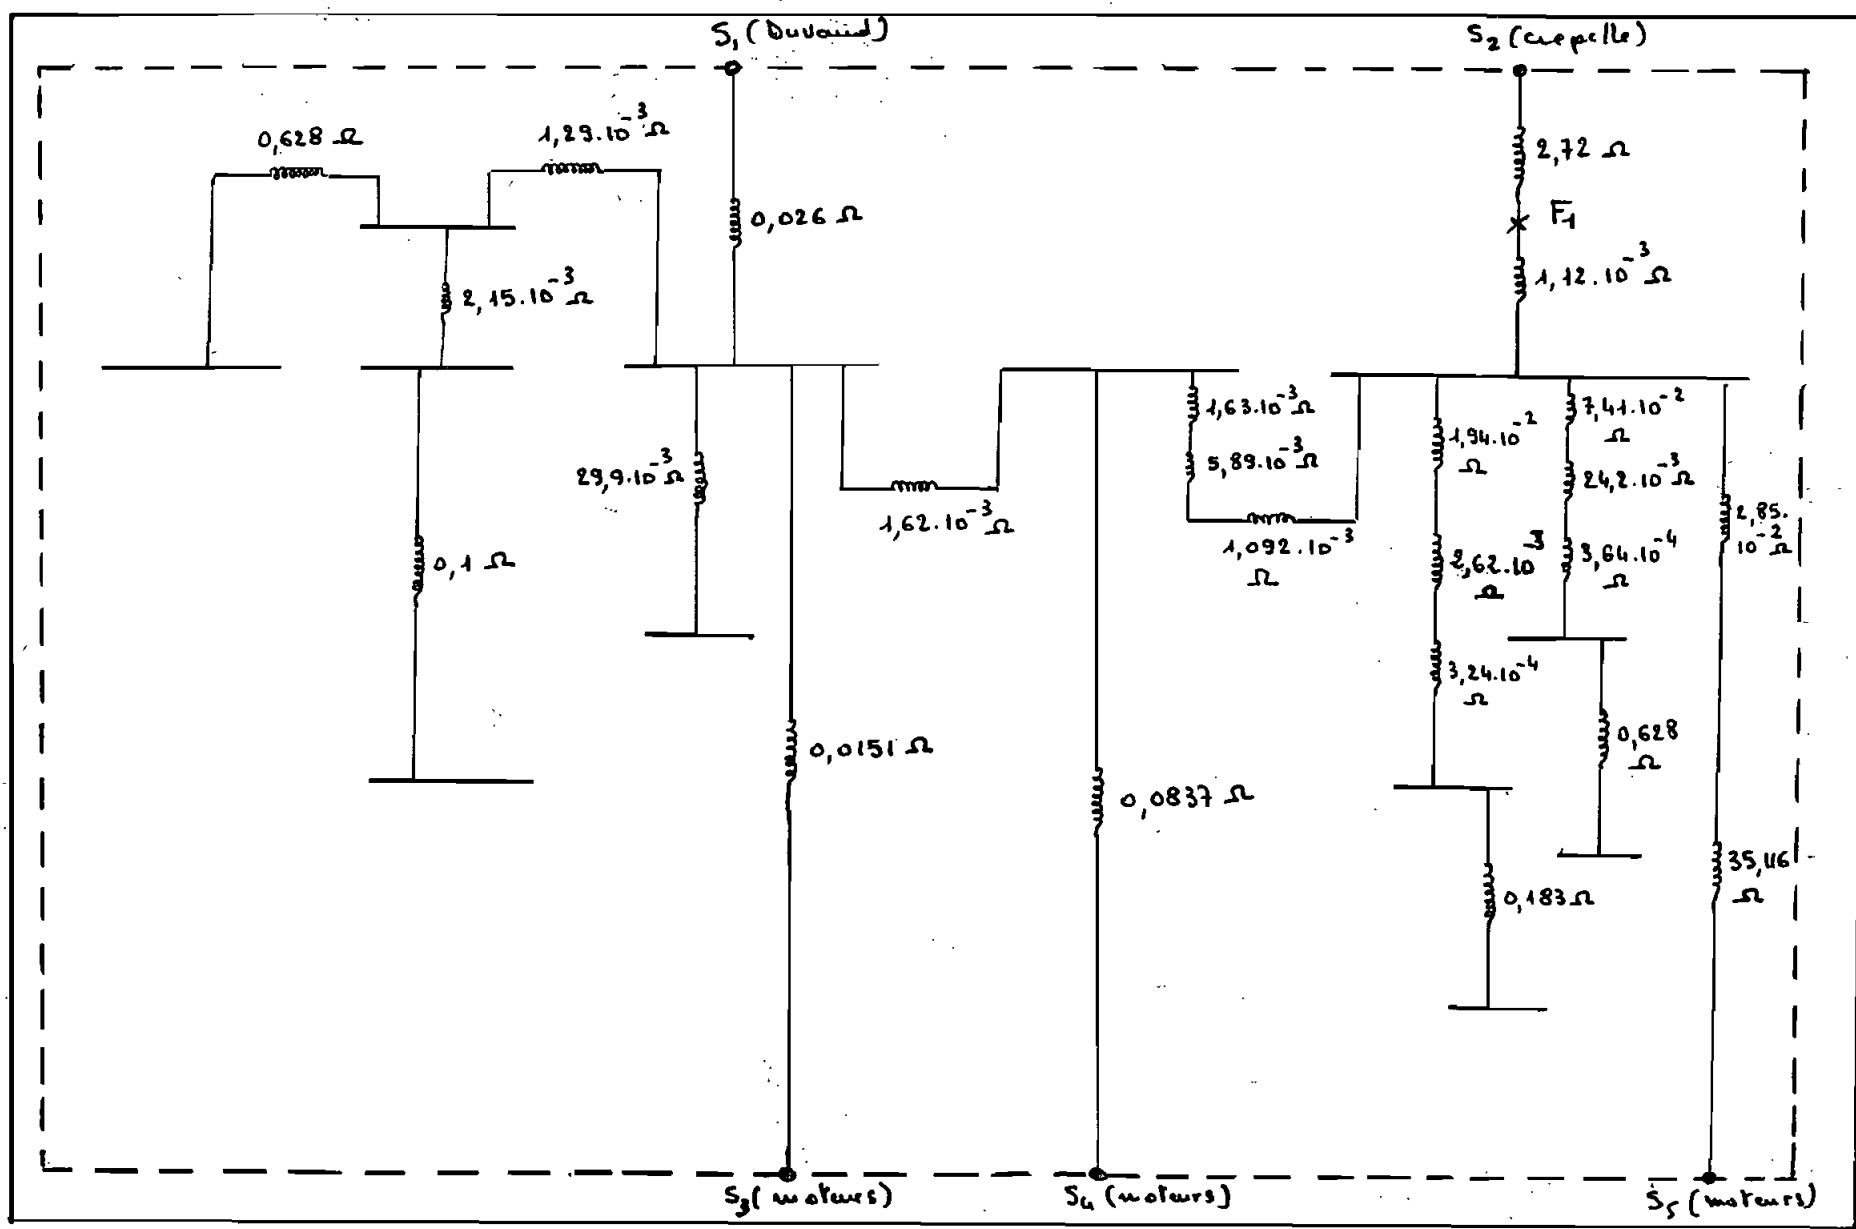 S₁ (Duvant)
S₂ (crepelle)
0,628 Ω
1,29.10⁻³ Ω
2,72 Ω
F₁
0,026 Ω
1,12.10⁻³ Ω
2,15.10⁻³ Ω
1,63.10⁻³ Ω
7,41.10⁻²
Ω
1,94.10⁻²
Ω
29,9.10⁻³ Ω
5,89.10⁻³ Ω
24,2.10⁻³ Ω
1,62.10⁻³ Ω
2,85.
10⁻² Ω
1,092.10⁻³
Ω
0,1 Ω
2,62.10⁻³
Ω
3,64.10⁻⁴
Ω
3,24.10⁻⁴
Ω
0,628
Ω
0,0151 Ω
0,0837 Ω
Ω
0,183 Ω
S₃ (moteurs)
S₄ (moteurs)
S₅ (moteurs)